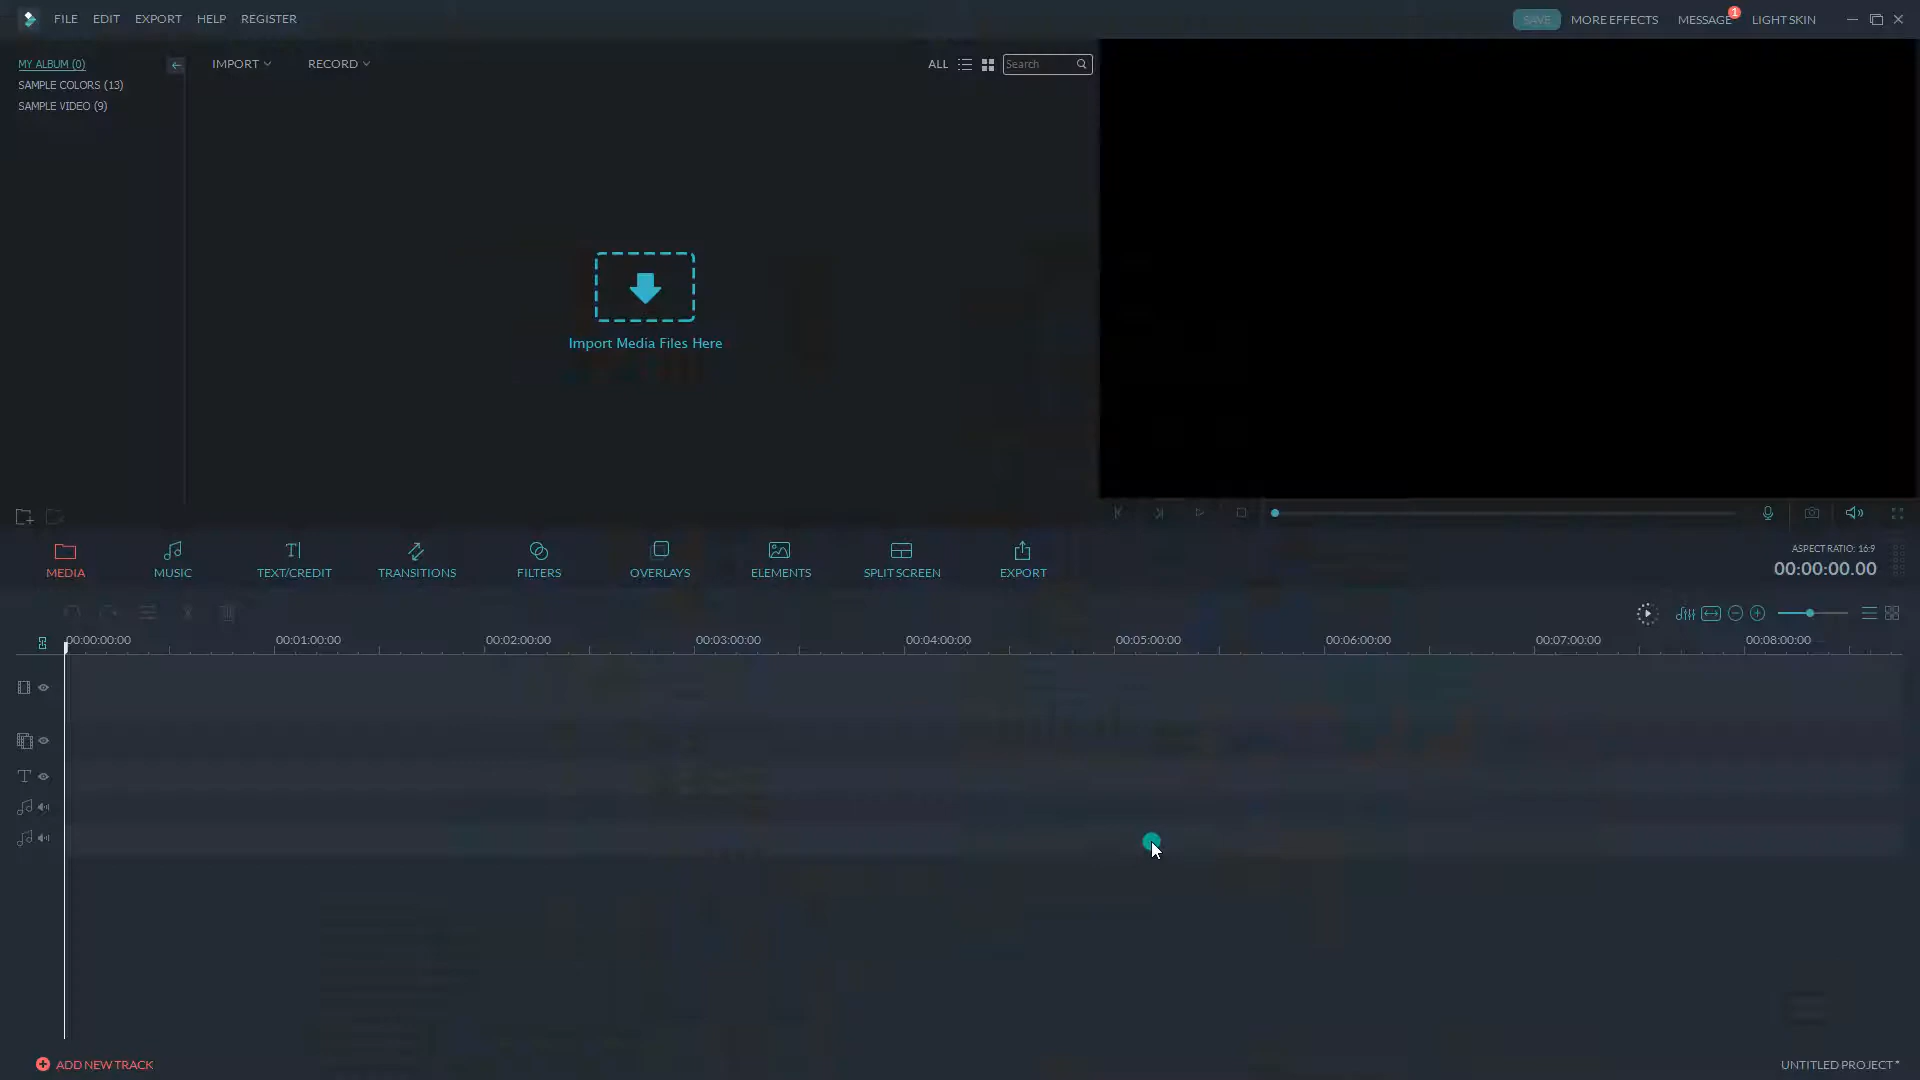 FILE EDIT EXPORT HELP REGISTER
SAVE MORE EFFECTS MESSAGE 1 LIGHT SKIN
MY ALBUM (0)
SAMPLE COLORS (13)
SAMPLE VIDEO (9)
IMPORT RECORD
ALL Search
Import Media Files Here
MEDIA MUSIC TEXT/CREDIT TRANSITIONS FILTERS OVERLAYS ELEMENTS SPLIT SCREEN EXPORT
ASPECT RATIO: 16:9
00:00:00.00
00:00:00:00 00:01:00:00 00:02:00:00 00:03:00:00 00:04:00:00 00:05:00:00 00:06:00:00 00:07:00:00 00:08:00:00
ADD NEW TRACK
UNTITLED PROJECT*